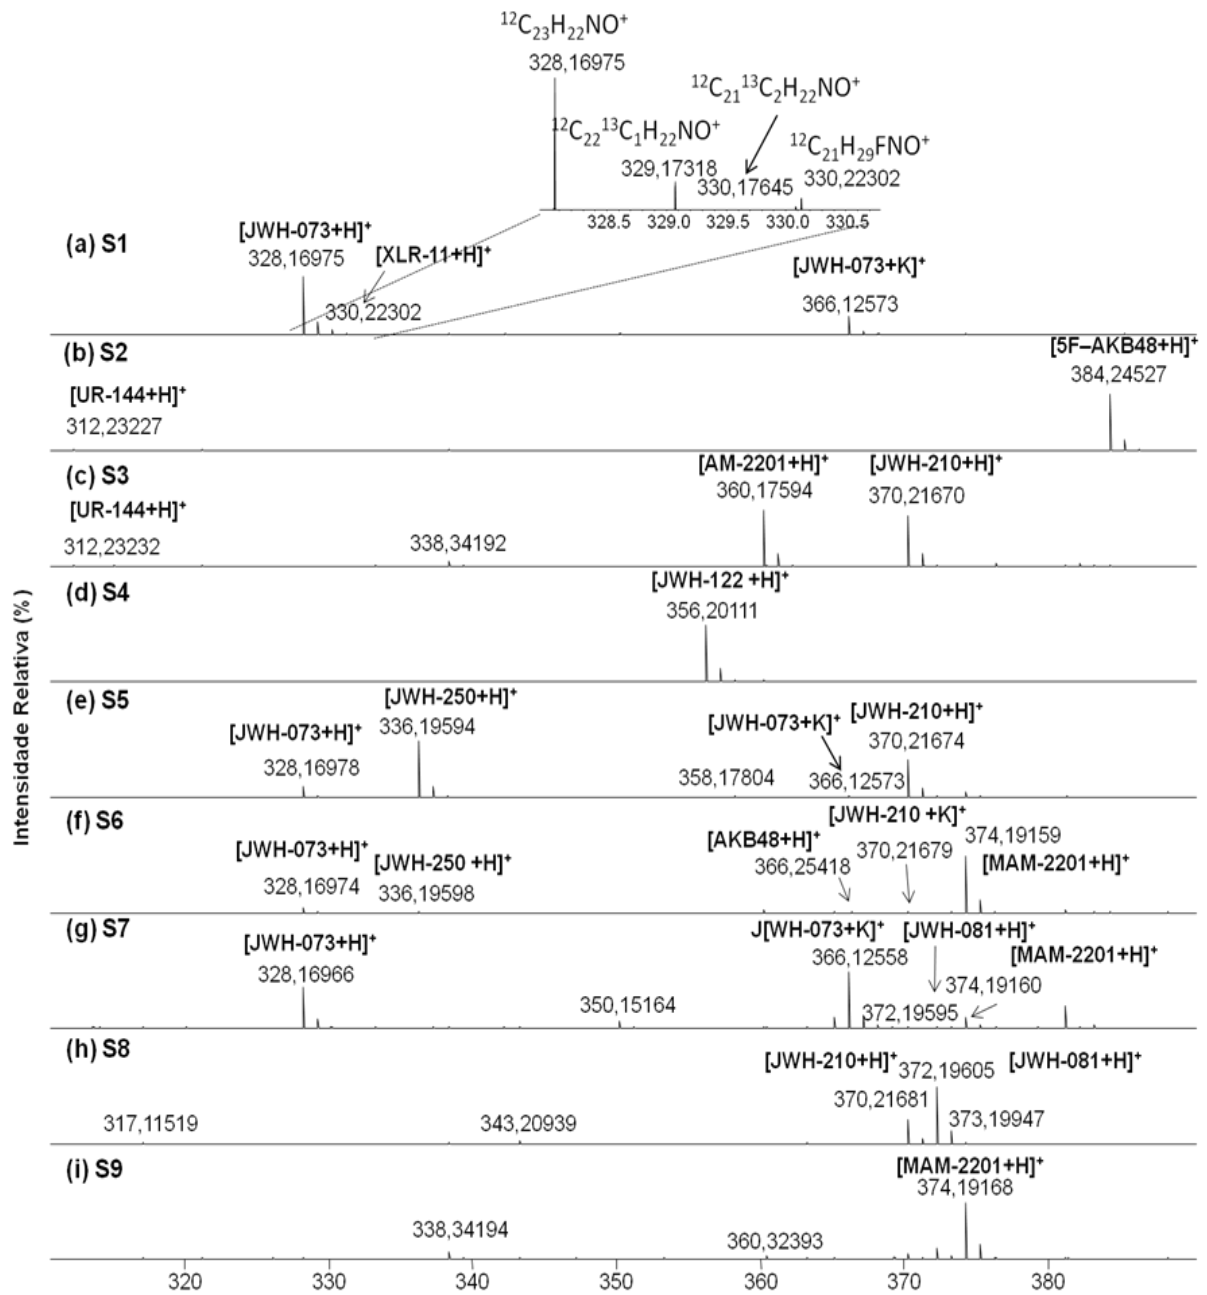 ¹²C₂₃H₂₂NO⁺
328,16975
¹²C₂₁¹³C₂H₂₂NO⁺
¹²C₂₂¹³C₁H₂₂NO⁺
¹²C₂₁H₂₉FNO⁺
329,17318
330,17645
330,22302
328.5 329.0 329.5 330.0 330.5
(a) S1
[JWH-073+H]⁺
328,16975
[XLR-11+H]⁺
330,22302
[JWH-073+K]⁺
366,12573
(b) S2
[UR-144+H]⁺
312,23227
[5F–AKB48+H]⁺
384,24527
(c) S3
[UR-144+H]⁺
312,23232
338,34192
[AM-2201+H]⁺
360,17594
[JWH-210+H]⁺
370,21670
(d) S4
[JWH-122 +H]⁺
356,20111
(e) S5
[JWH-073+H]⁺
328,16978
[JWH-250+H]⁺
336,19594
358,17804
[JWH-073+K]⁺
366,12573
[JWH-210+H]⁺
370,21674
(f) S6
[JWH-073+H]⁺
328,16974
[JWH-250 +H]⁺
336,19598
[AKB48+H]⁺
366,25418
[JWH-210 +K]⁺
370,21679
374,19159
[MAM-2201+H]⁺
(g) S7
[JWH-073+H]⁺
328,16966
350,15164
J[WH-073+K]⁺
366,12558
[JWH-081+H]⁺
372,19595
[MAM-2201+H]⁺
374,19160
(h) S8
317,11519
343,20939
[JWH-210+H]⁺
370,21681
372,19605
[JWH-081+H]⁺
373,19947
(i) S9
338,34194
360,32393
[MAM-2201+H]⁺
374,19168
320 330 340 350 360 370 380
Intensidade Relativa (%)